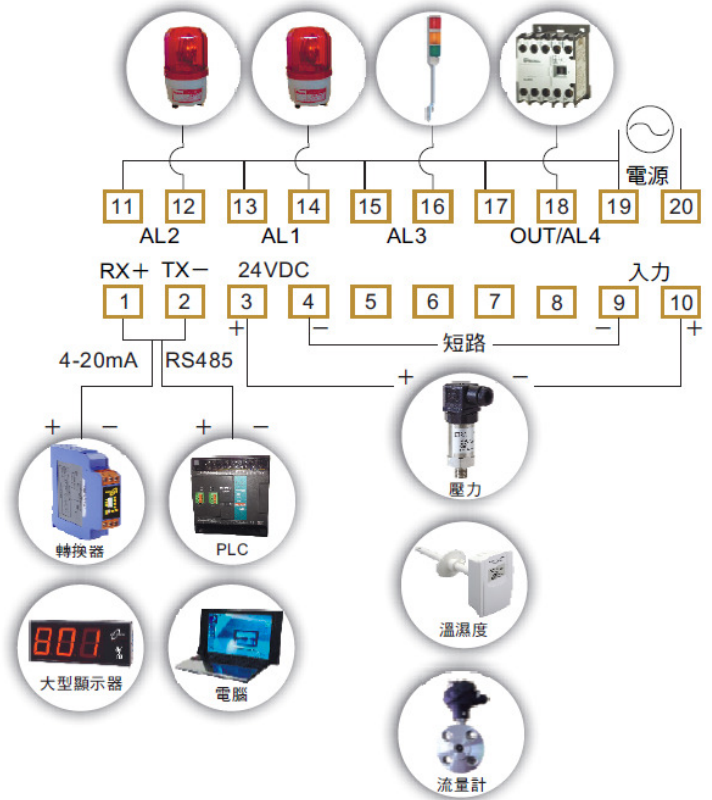 電源
11 12 13 14 15 16 17 18 19 20
AL2 AL1 AL3 OUT/AL4
RX+ TX− 24VDC 入力
1 2 3 4 5 6 7 8 9 10
+ − − +
短路
4-20mA RS485
+ −
+ − + −
壓力
轉換器 PLC
溫濕度
801
大型顯示器 電腦
流量計